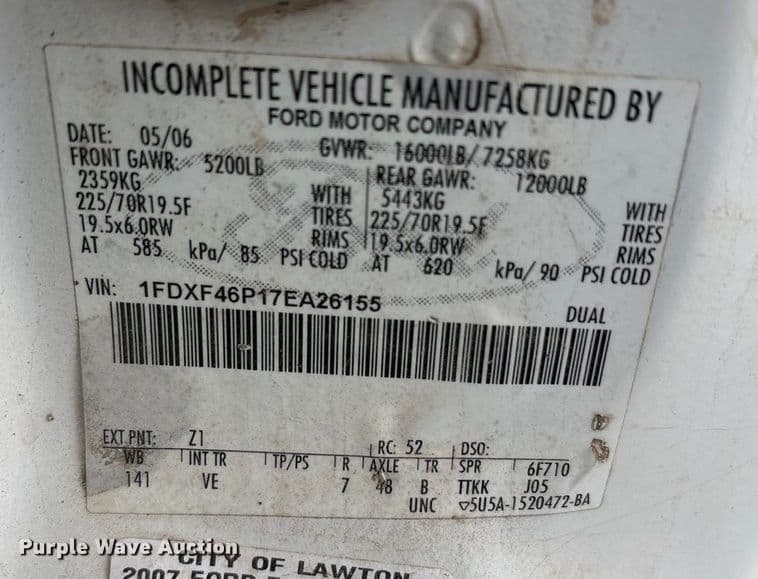 INCOMPLETE VEHICLE MANUFACTURED BY
FORD MOTOR COMPANY
DATE: 05/06 GVWR: 16000LB/ 7258KG
FRONT GAWR: 5200LB REAR GAWR: 12000LB
2359KG WITH 5443KG WITH
225/70R19.5F TIRES 225/70R19.5F TIRES
19.5x6.0RW RIMS 19.5x6.0RW RIMS
AT 585 kPa/ 85 PSI COLD AT 620 kPa/ 90 PSI COLD
VIN: 1FDXF46P17EA26155 DUAL
EXT PNT: Z1 RC: 52 DSO:
WB INT TR TP/PS R AXLE TR SPR 6F710
141 VE 7 48 B TTKK J05
UNC 5U5A-1520472-BA
Purple Wave Auction
CITY OF LAWTON
2007 FORD